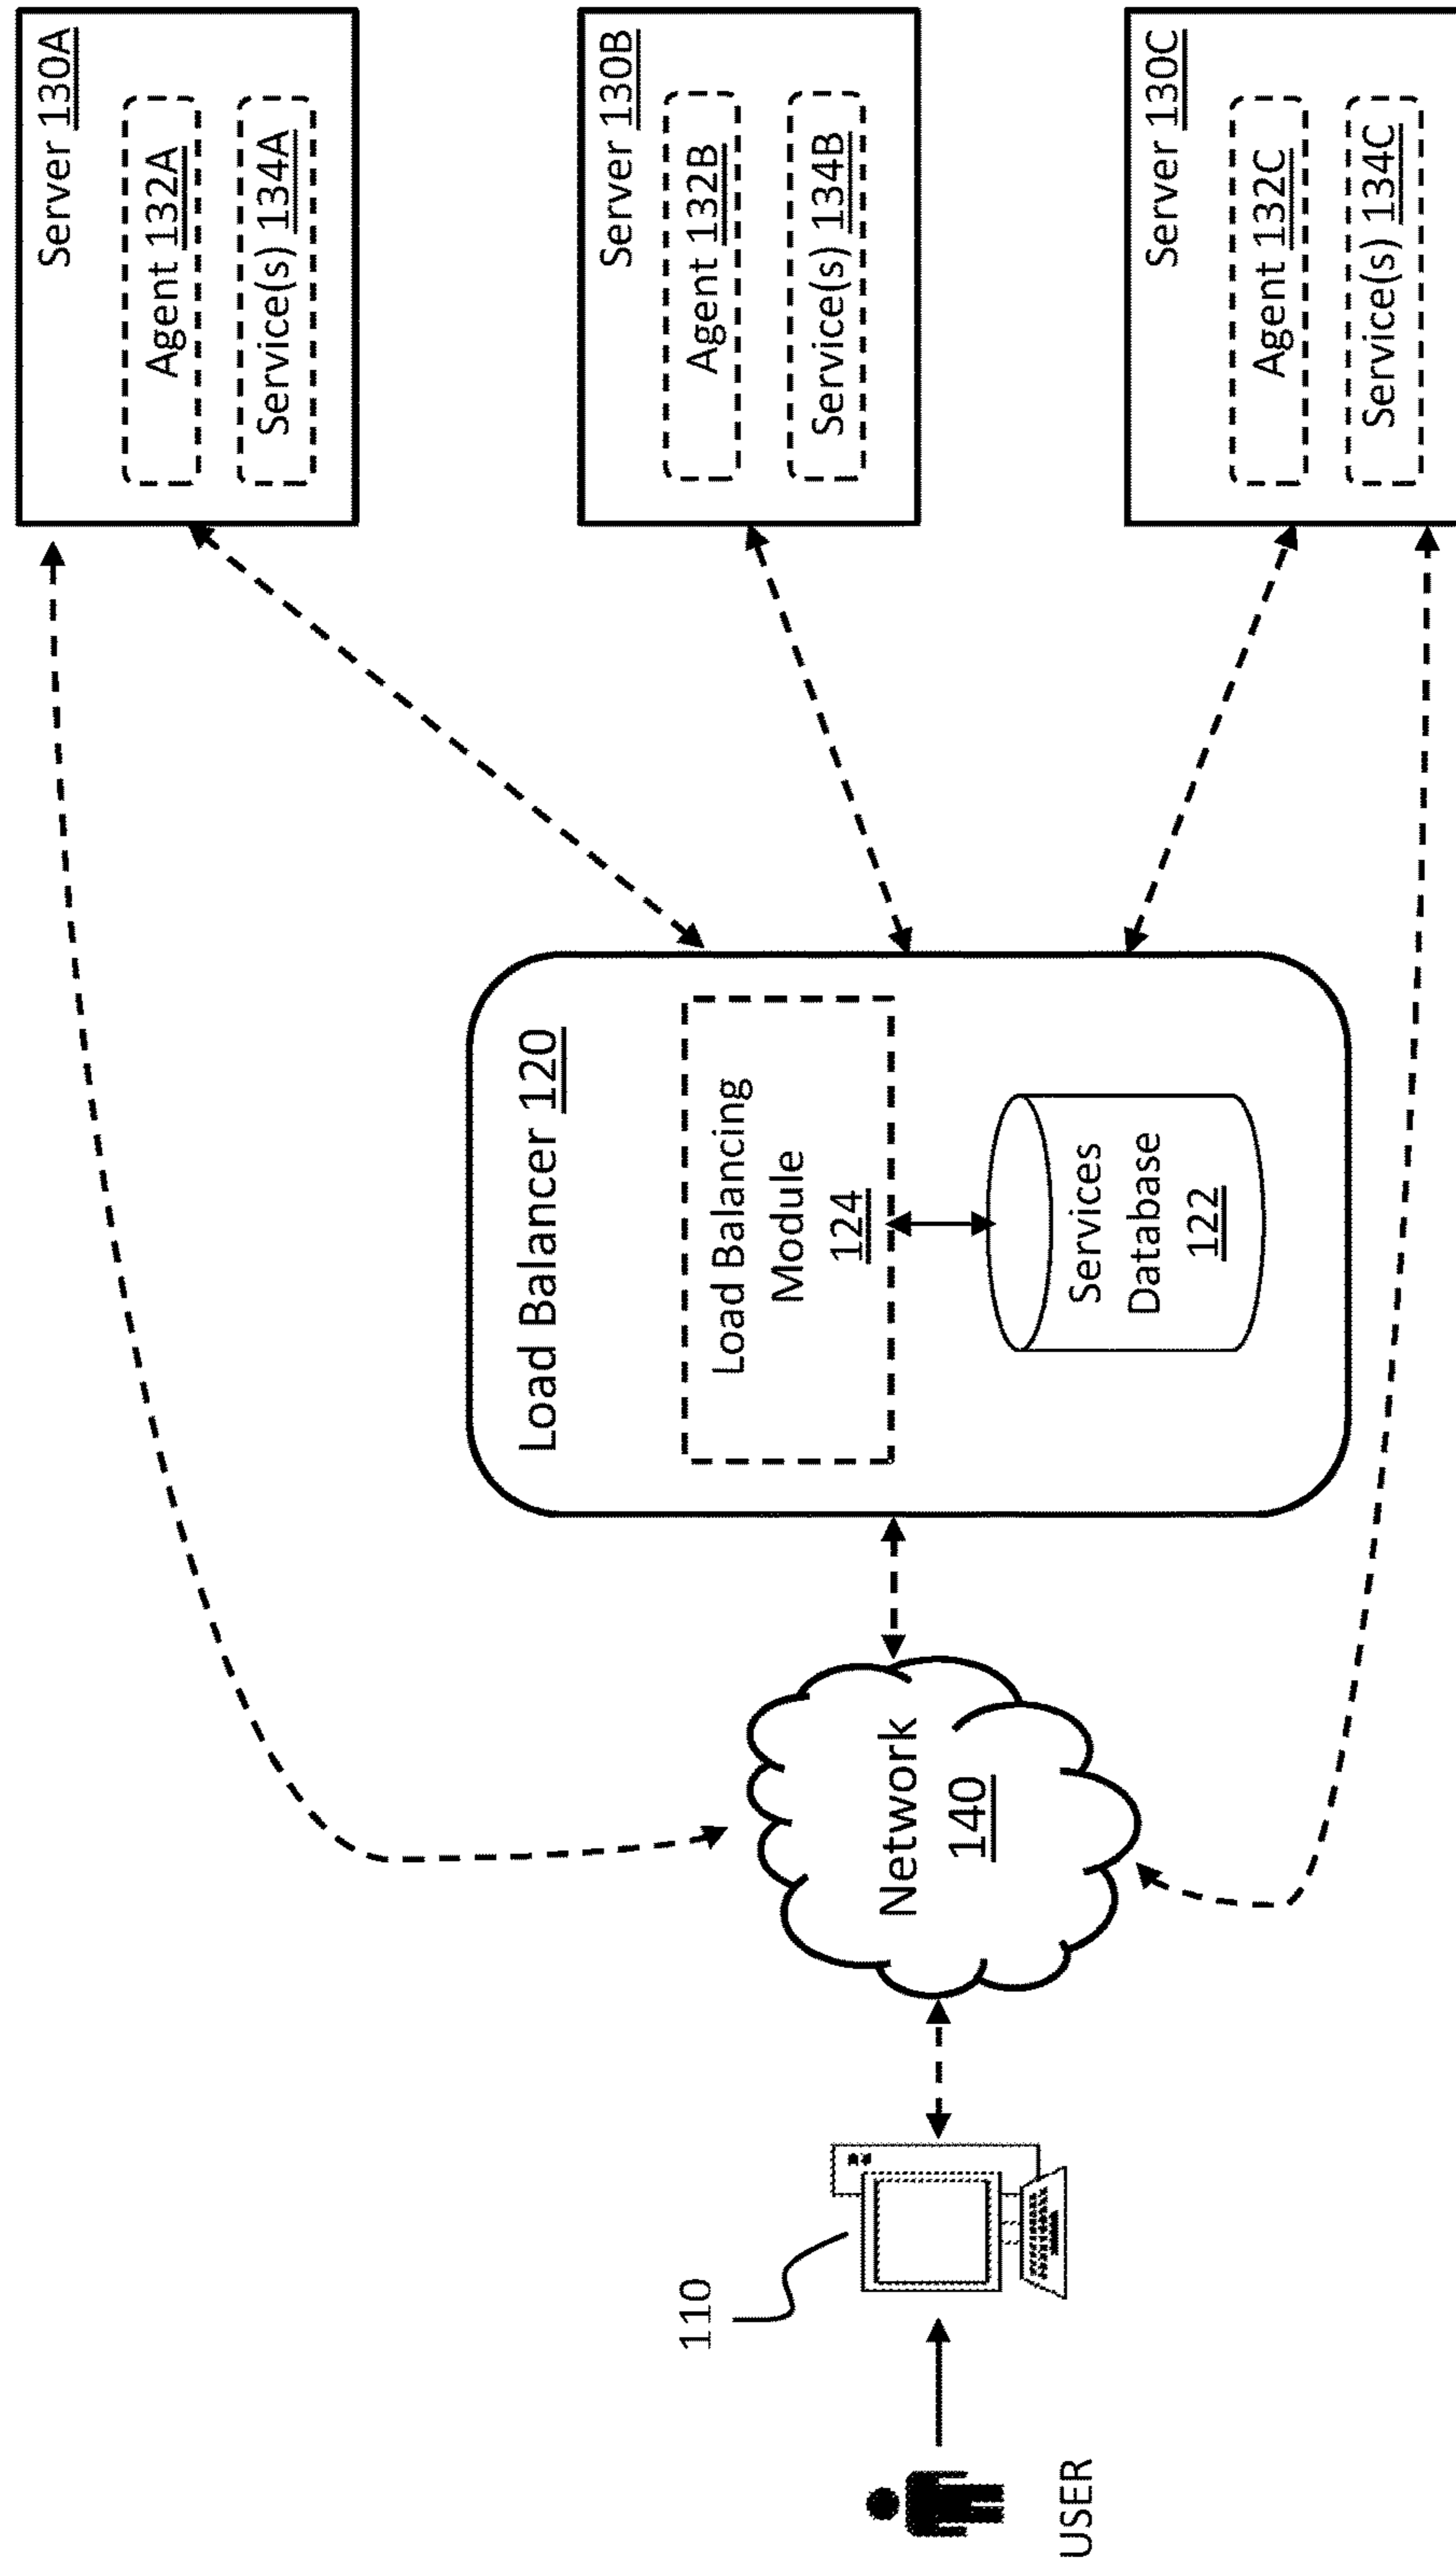 USER
110
Network
140
Load Balancer 120
Load Balancing
Module
124
Services
Database
122
Server 130A
Agent 132A
Service(s) 134A
Server 130B
Agent 132B
Service(s) 134B
Server 130C
Agent 132C
Service(s) 134C